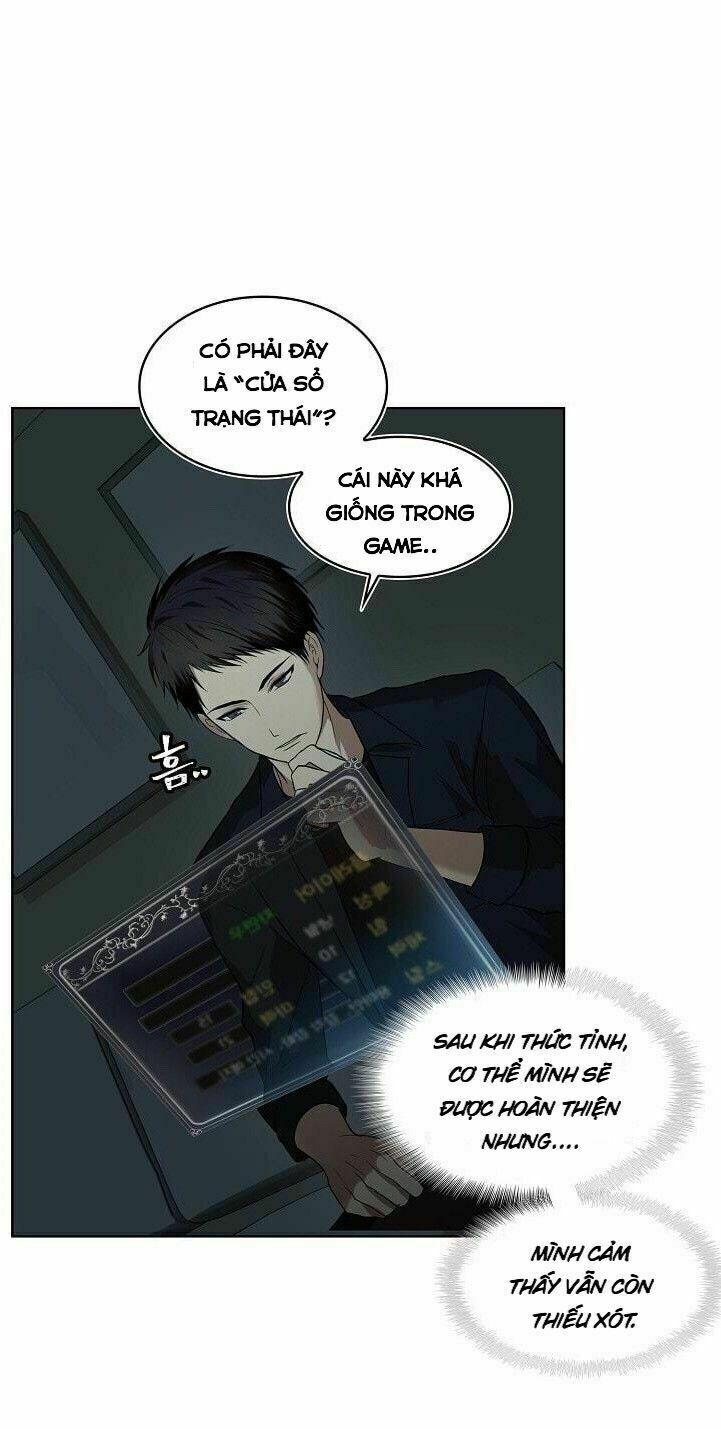 CÓ PHẢI ĐÂY
LÀ "CỬA SỔ
TRẠNG THÁI"?
CÁI NÀY KHÁ
GIỐNG TRONG
GAME..
흠..
SAU KHI THỨC TỈNH,
CƠ THỂ MÌNH SẼ
ĐƯỢC HOÀN THIỆN
NHƯNG....
MÌNH CẢM
THẤY VẪN CÒN
THIẾU XÓT.